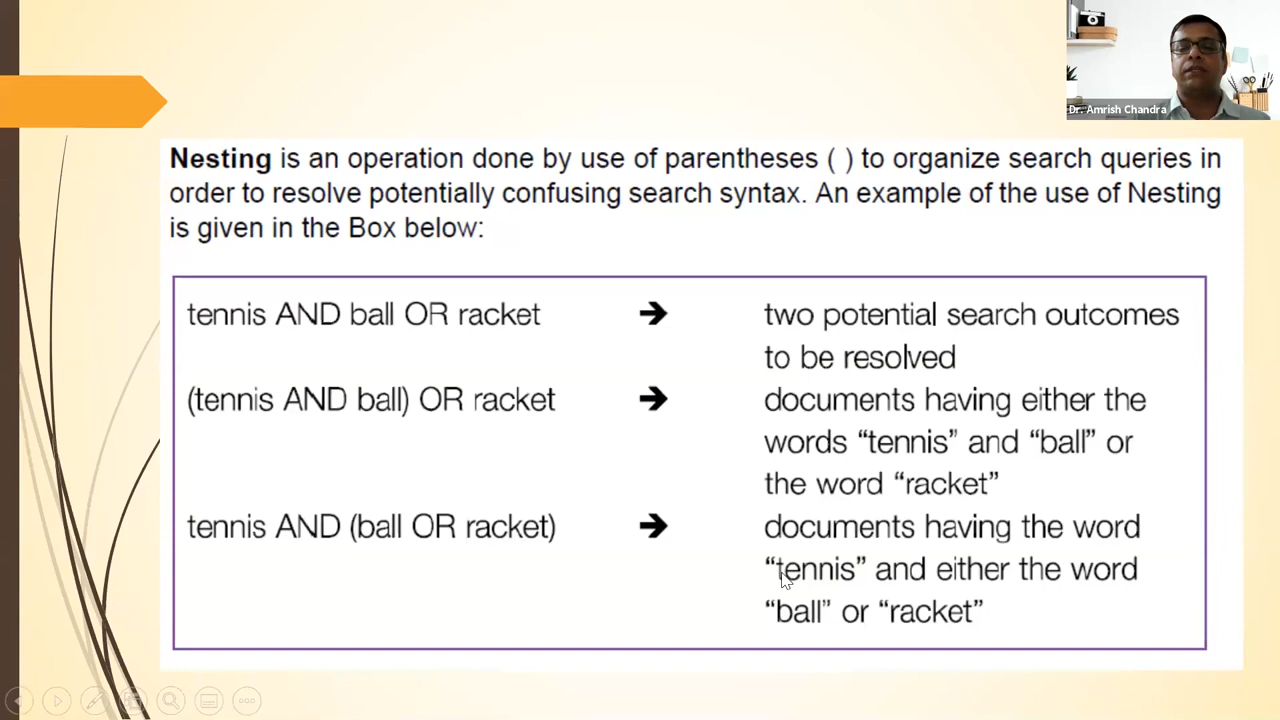 Dr. Amrish Chandra
Nesting is an operation done by use of parentheses ( ) to organize search queries in
order to resolve potentially confusing search syntax. An example of the use of Nesting
is given in the Box below:
tennis AND ball OR racket ➔ two potential search outcomes
to be resolved
(tennis AND ball) OR racket ➔ documents having either the
words “tennis” and “ball” or
the word “racket”
tennis AND (ball OR racket) ➔ documents having the word
“tennis” and either the word
“ball” or “racket”